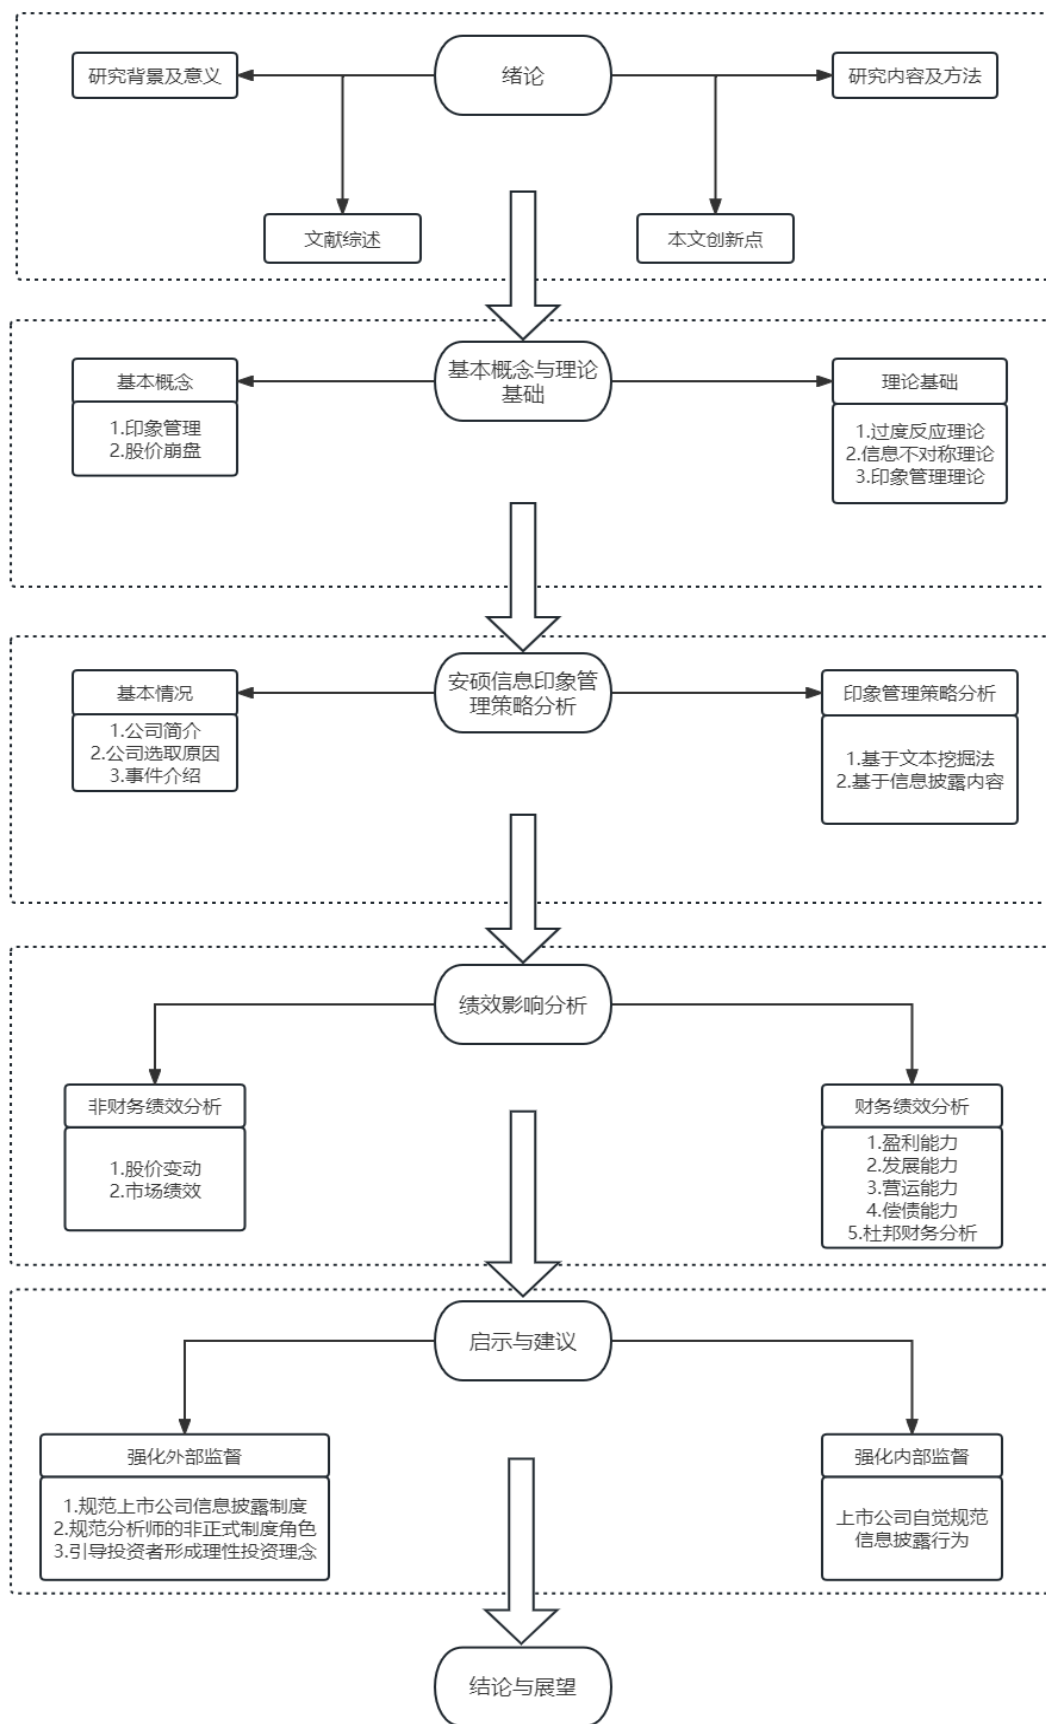 绪论
研究背景及意义
研究内容及方法
文献综述
本文创新点
基本概念与理论
基础
基本概念
1.印象管理
2.股价崩盘
理论基础
1.过度反应理论
2.信息不对称理论
3.印象管理理论
安硕信息印象管
理策略分析
基本情况
1.公司简介
2.公司选取原因
3.事件介绍
印象管理策略分析
1.基于文本挖掘法
2.基于信息披露内容
绩效影响分析
非财务绩效分析
1.股价变动
2.市场绩效
财务绩效分析
1.盈利能力
2.发展能力
3.营运能力
4.偿债能力
5.杜邦财务分析
启示与建议
强化外部监督
1.规范上市公司信息披露制度
2.规范分析师的非正式制度角色
3.引导投资者形成理性投资理念
强化内部监督
上市公司自觉规范
信息披露行为
结论与展望